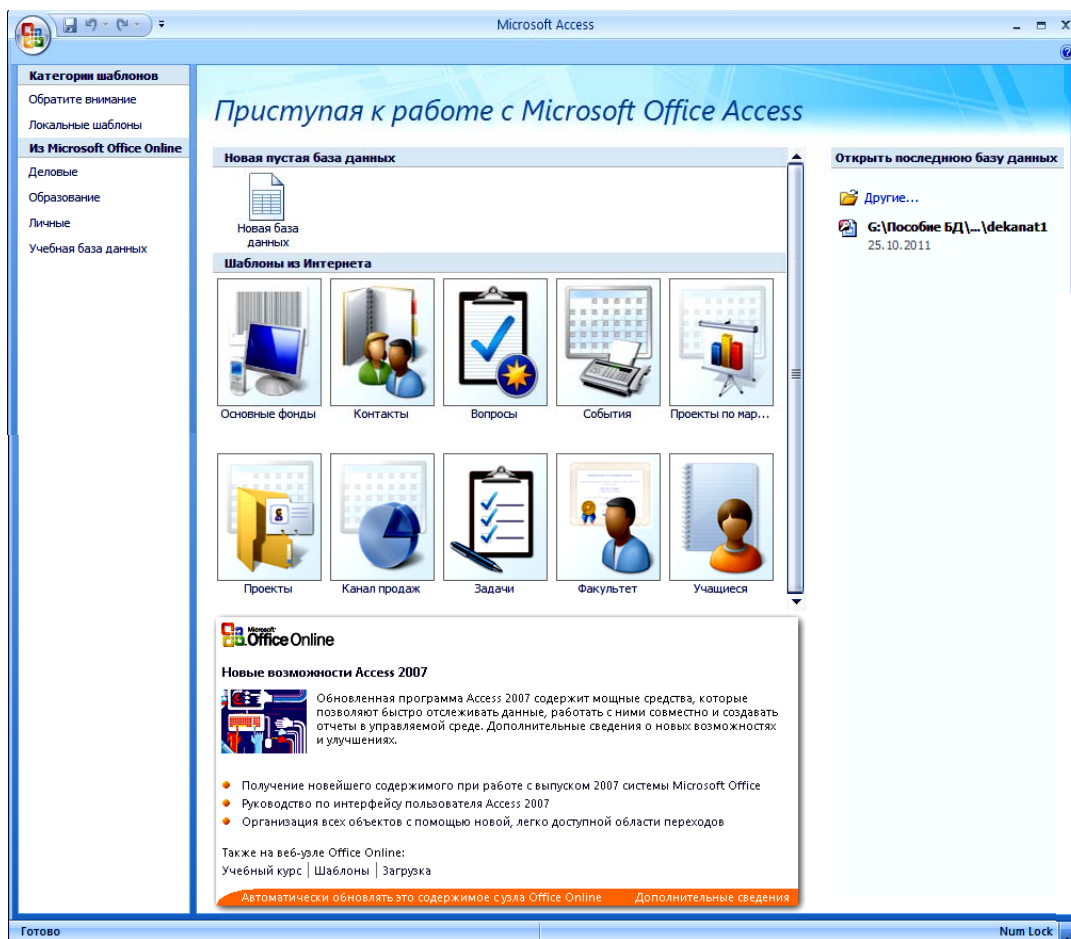 Microsoft Access
Категории шаблонов
Обратите внимание
Локальные шаблоны
Из Microsoft Office Online
Деловые
Образование
Личные
Учебная база данных
Приступая к работе с Microsoft Office Access
Новая пустая база данных
Новая база
данных
Шаблоны из Интернета
Основные фонды
Контакты
Вопросы
События
Проекты по мар...
Проекты
Канал продаж
Задачи
Факультет
Учащиеся
Открыть последнюю базу данных
Другие...
G:\Пособие БД\...\dekanat1
25.10.2011
Microsoft
Office Online
Новые возможности Access 2007
Обновленная программа Access 2007 содержит мощные средства, которые
позволяют быстро отслеживать данные, работать с ними совместно и создавать
отчеты в управляемой среде. Дополнительные сведения о новых возможностях
и улучшениях.
Получение новейшего содержимого при работе с выпуском 2007 системы Microsoft Office
Руководство по интерфейсу пользователя Access 2007
Организация всех объектов с помощью новой, легко доступной области переходов
Также на веб-узле Office Online:
Учебный курс | Шаблоны | Загрузка
Автоматически обновлять это содержимое с узла Office Online Дополнительные сведения
Готово
Num Lock